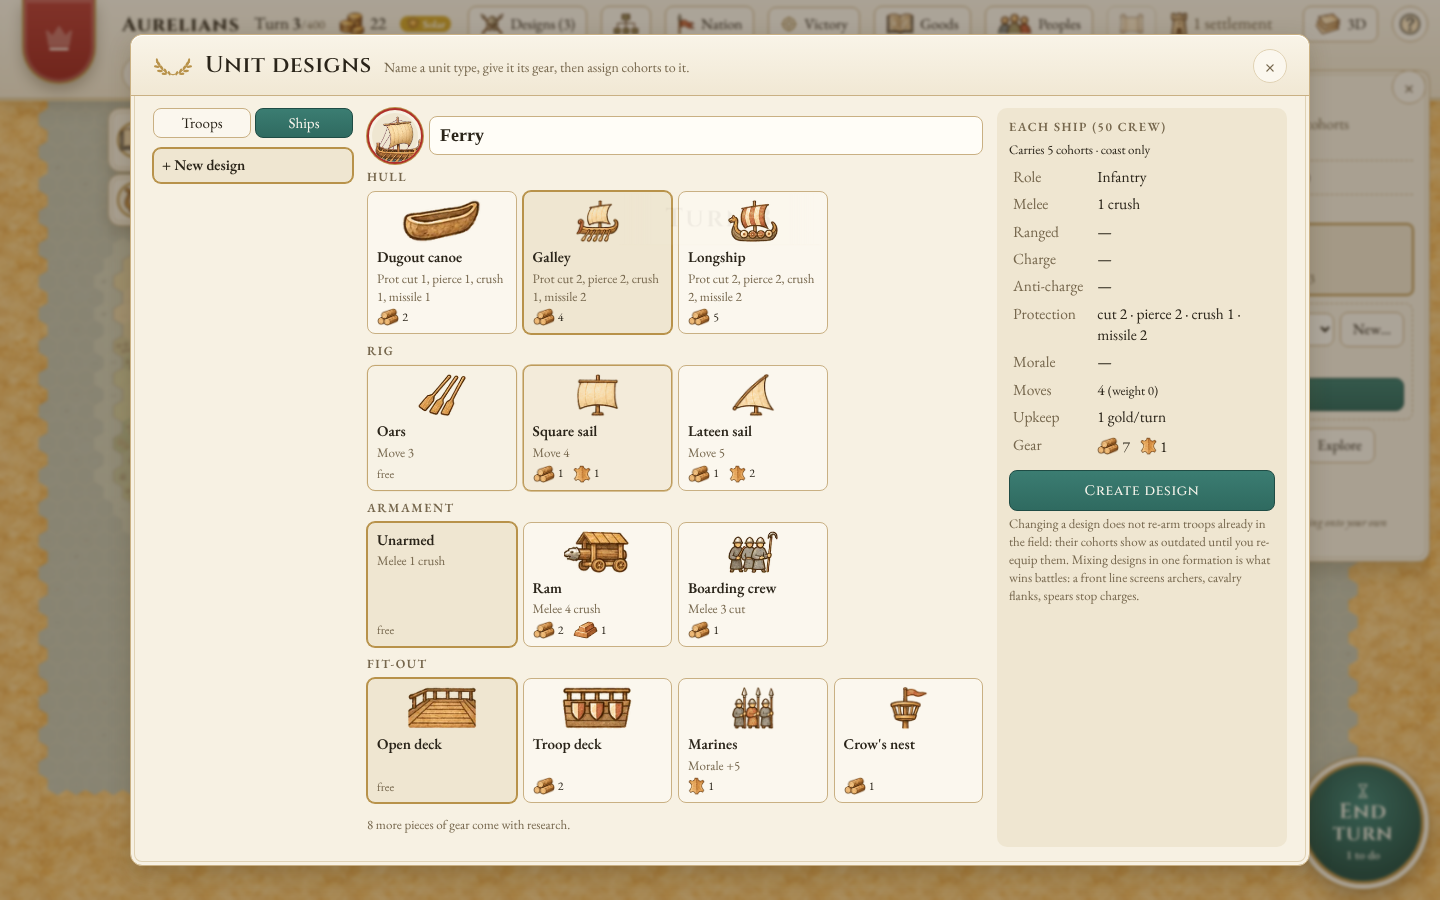 AURELIANS
Turn 3/400
22
Solar
Designs (3)
Nation
Victory
Goods
Peoples
1 settlement
3D
?
UNIT DESIGNS
Name a unit type, give it its gear, then assign cohorts to it.
×
Troops
Ships
+ New design
Ferry
HULL
Dugout canoe
Prot cut 1, pierce 1, crush
1, missile 1
2
Galley
Prot cut 2, pierce 2, crush
1, missile 2
4
Longship
Prot cut 2, pierce 2, crush
2, missile 2
5
RIG
Oars
Move 3
free
Square sail
Move 4
1 1
Lateen sail
Move 5
1 2
ARMAMENT
Unarmed
Melee 1 crush
free
Ram
Melee 4 crush
2 1
Boarding crew
Melee 3 cut
1
FIT-OUT
Open deck
free
Troop deck
2
Marines
Morale +5
1
Crow's nest
1
8 more pieces of gear come with research.
EACH SHIP (50 CREW)
Carries 5 cohorts · coast only
Role Infantry
Melee 1 crush
Ranged —
Charge —
Anti-charge —
Protection cut 2 · pierce 2 · crush 1 ·
missile 2
Morale —
Moves 4 (weight 0)
Upkeep 1 gold/turn
Gear 7 1
CREATE DESIGN
Changing a design does not re-arm troops already in
the field: their cohorts show as outdated until you re-
equip them. Mixing designs in one formation is what
wins battles: a front line screens archers, cavalry
flanks, spears stop charges.
×
New...
Explore
END
TURN
1 to do